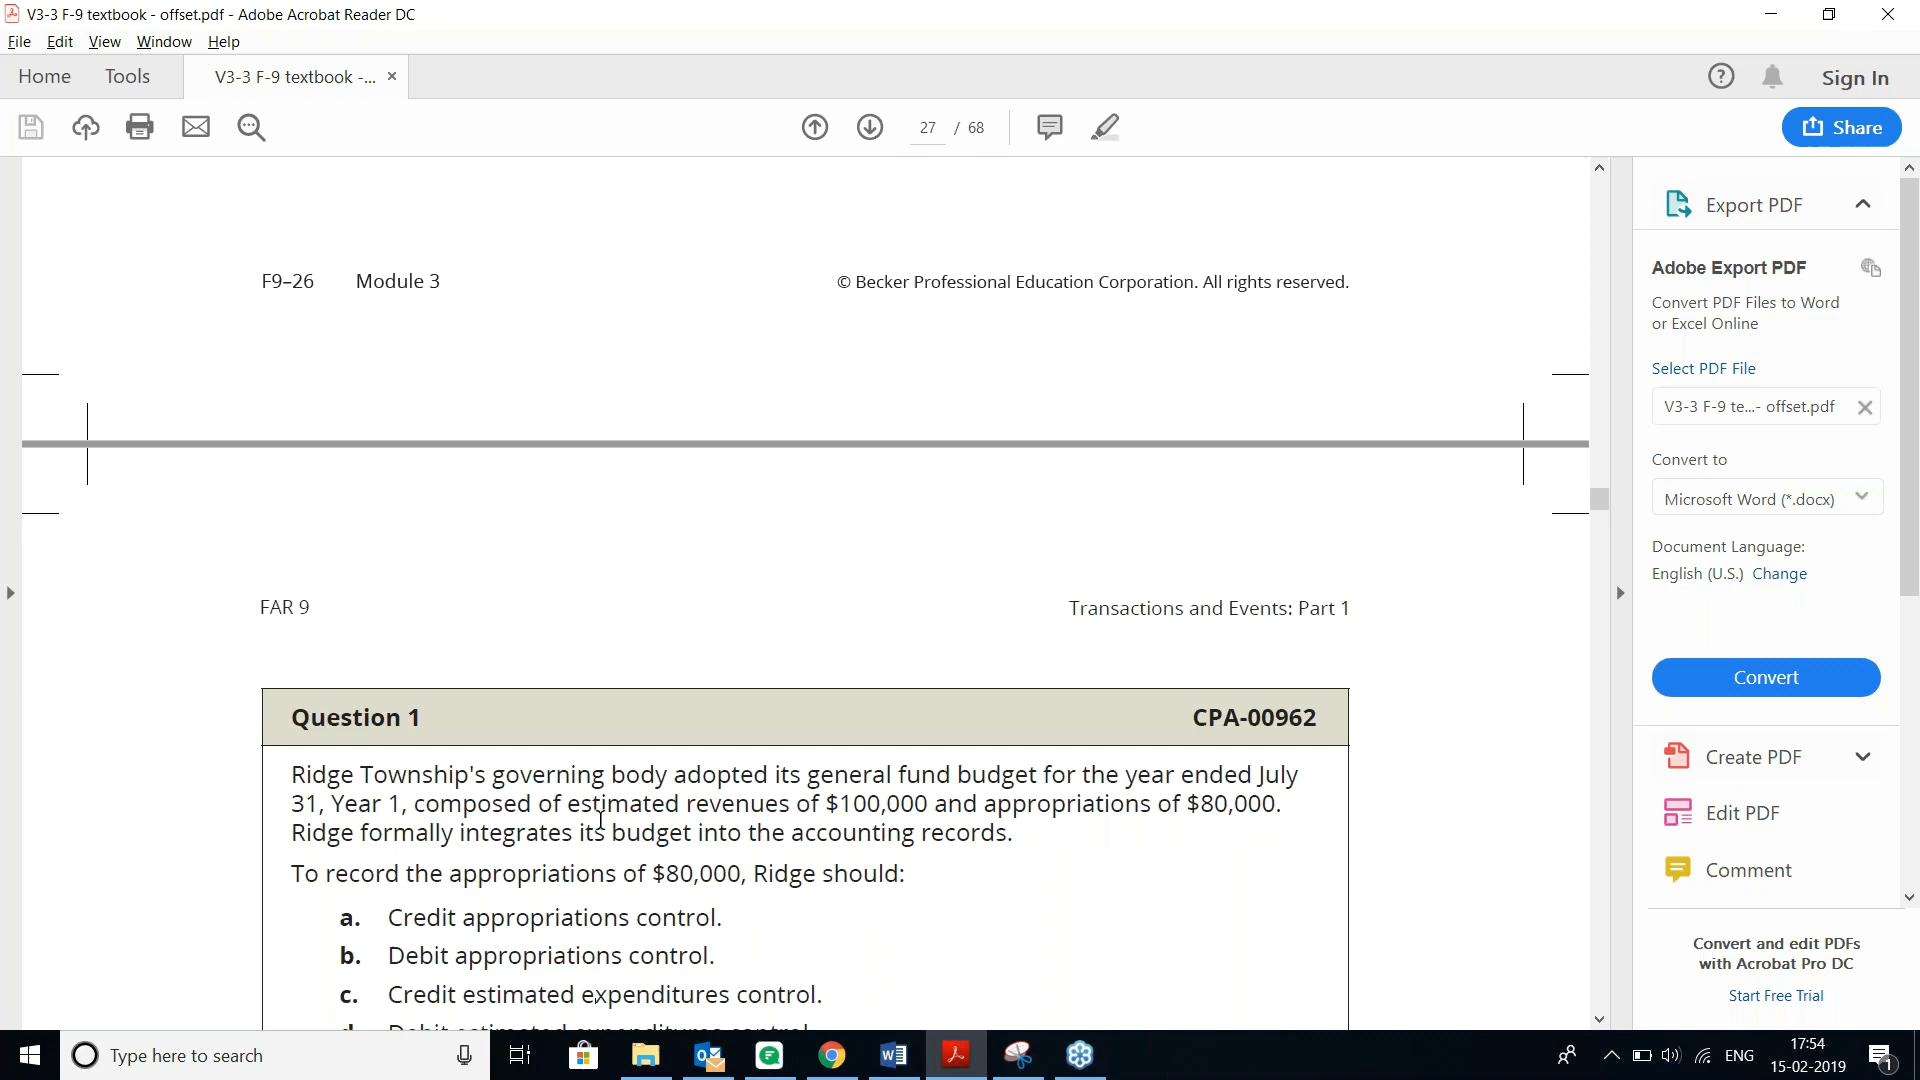 V3-3 F-9 textbook - offset.pdf - Adobe Acrobat Reader DC
File Edit View Window Help
Home Tools V3-3 F-9 textbook -... ×
Sign In
27 / 68
Share
F9–26 Module 3 © Becker Professional Education Corporation. All rights reserved.
FAR 9 Transactions and Events: Part 1
Question 1 CPA-00962
Ridge Township's governing body adopted its general fund budget for the year ended July
31, Year 1, composed of estimated revenues of $100,000 and appropriations of $80,000.
Ridge formally integrates its budget into the accounting records.
To record the appropriations of $80,000, Ridge should:
a. Credit appropriations control.
b. Debit appropriations control.
c. Credit estimated expenditures control.
d. Debit estimated expenditures control.
Export PDF
Adobe Export PDF
Convert PDF Files to Word
or Excel Online
Select PDF File
V3-3 F-9 te...- offset.pdf
Convert to
Microsoft Word (*.docx)
Document Language:
English (U.S.) Change
Convert
Create PDF
Edit PDF
Comment
Convert and edit PDFs
with Acrobat Pro DC
Start Free Trial
Type here to search
ENG
17:54
15-02-2019
1